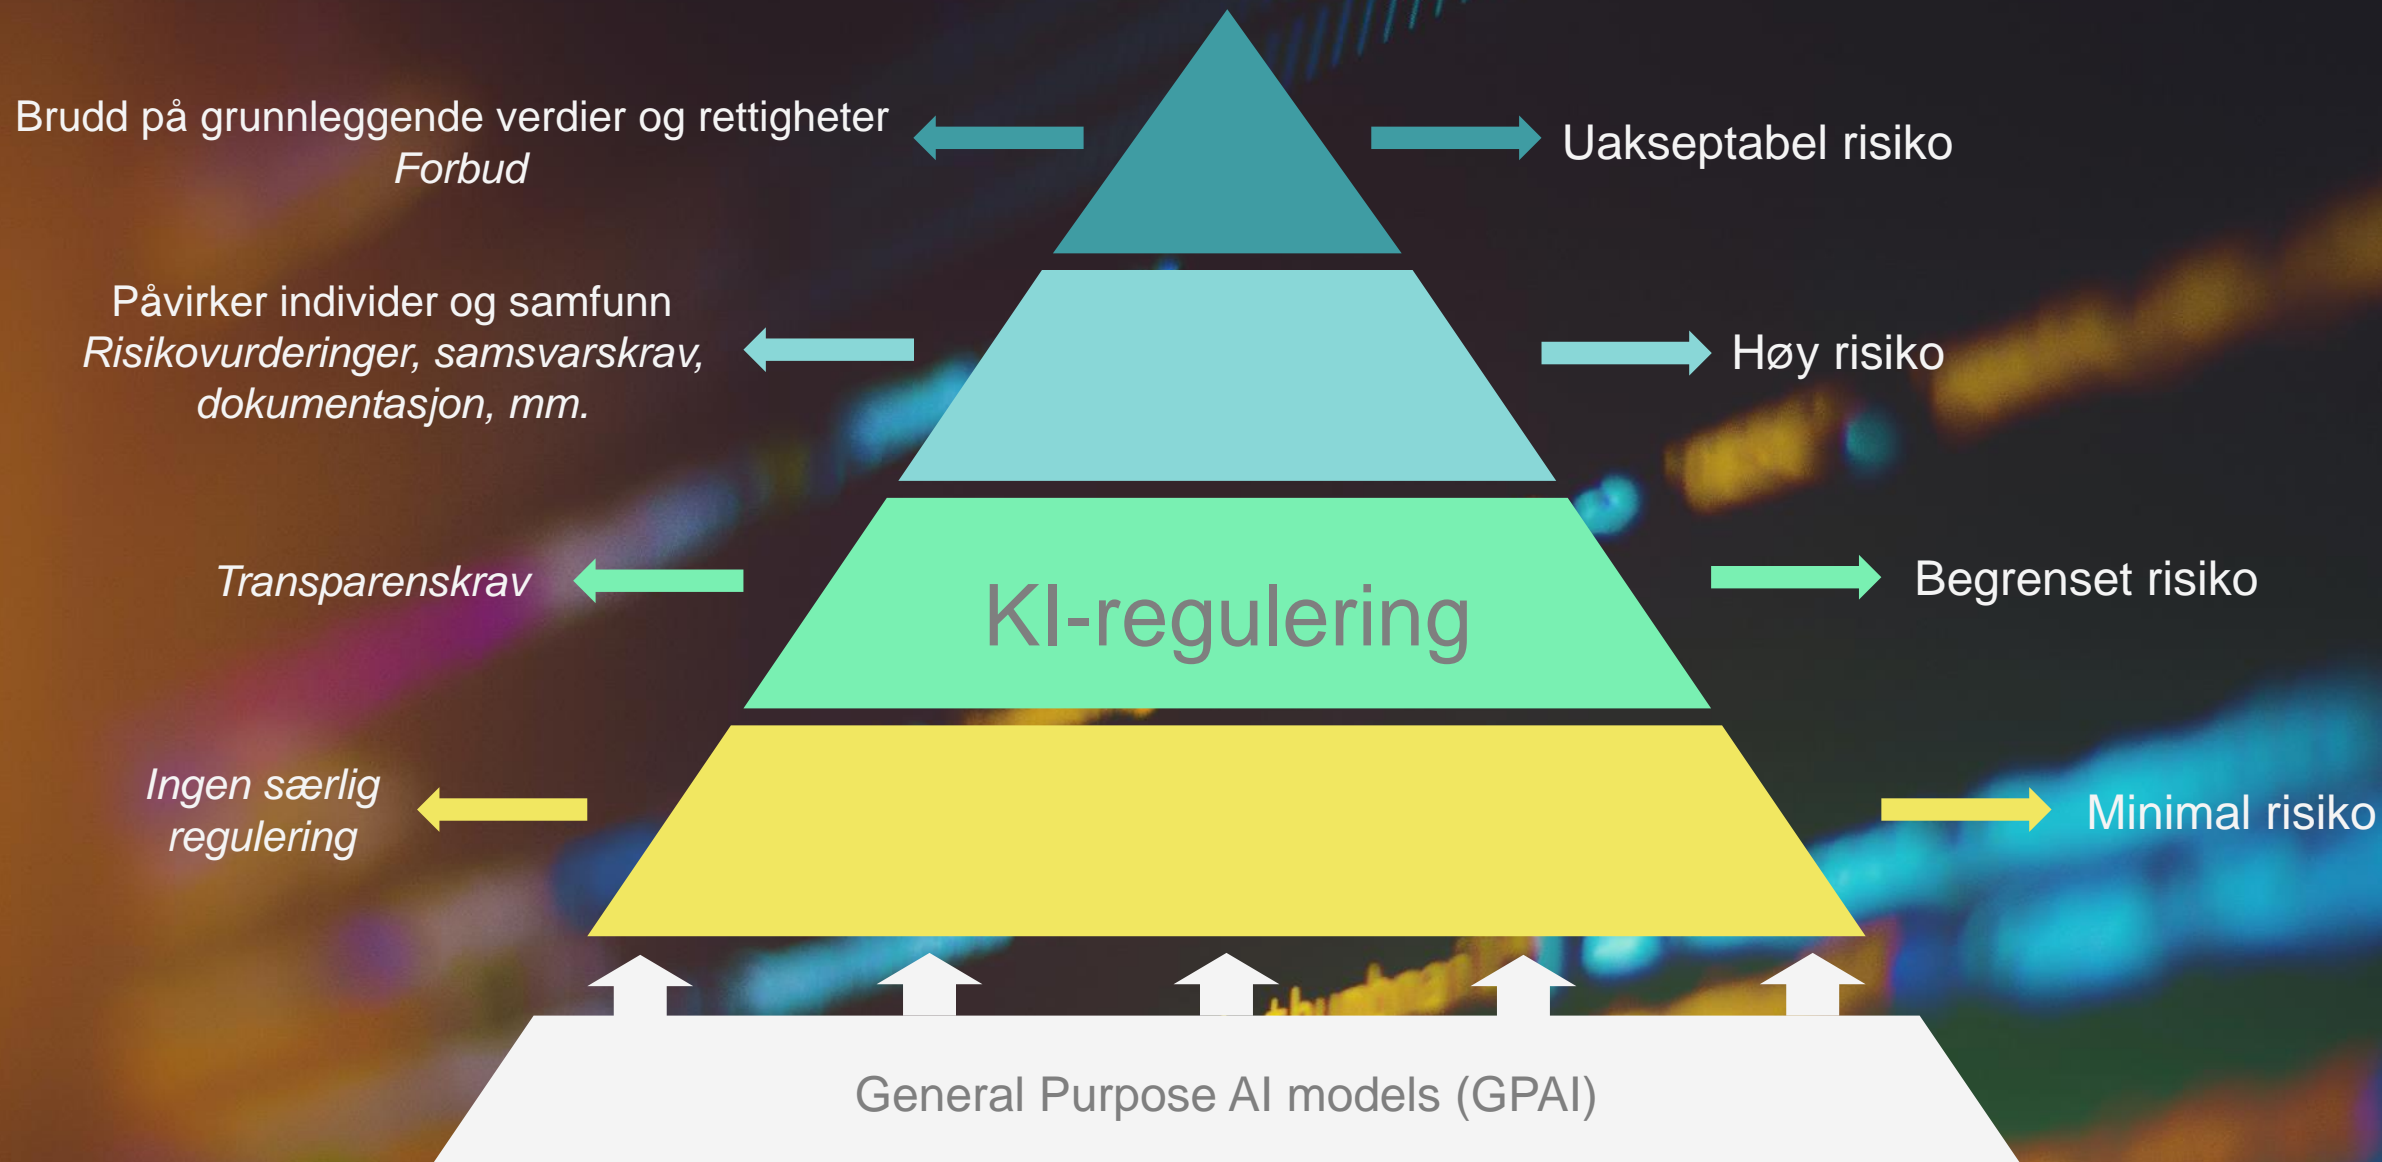 Brudd på grunnleggende verdier og rettigheter
Forbud
Uakseptabel risiko
Påvirker individer og samfunn
Risikovurderinger, samsvarskrav,
dokumentasjon, mm.
Høy risiko
Transparenskrav
KI-regulering
Begrenset risiko
Ingen særlig
regulering
Minimal risiko
General Purpose AI models (GPAI)